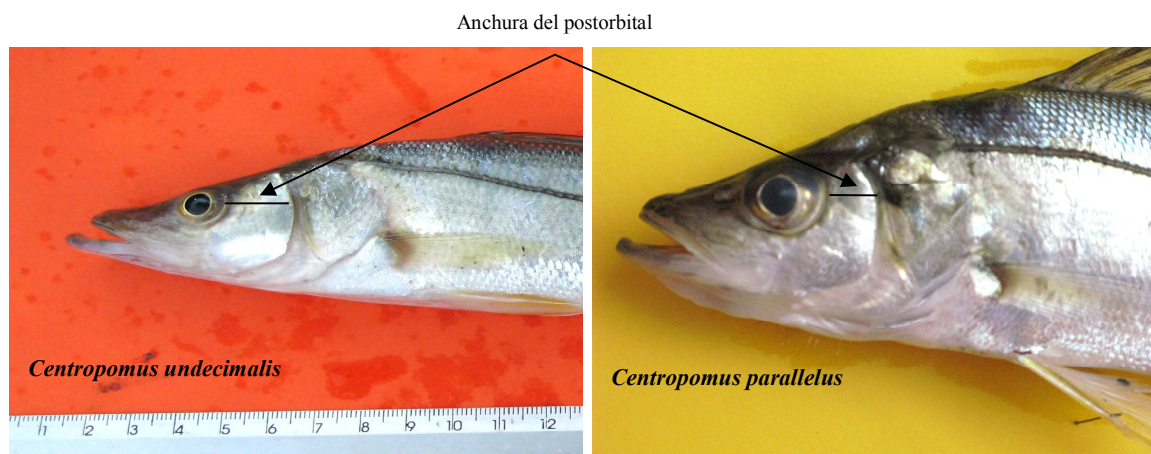 Anchura del postorbital
Centropomus undecimalis
Centropomus parallelus
1 2 3 4 5 6 7 8 9 10 11 12